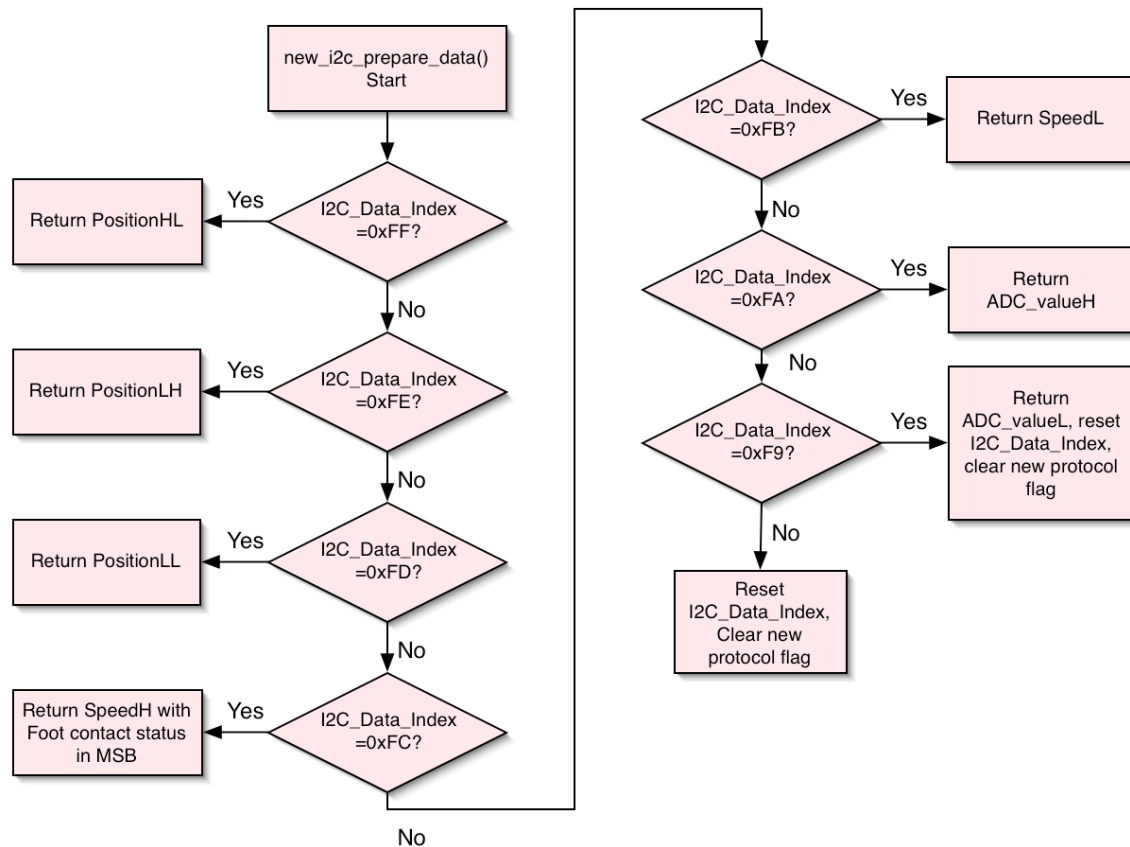 new_i2c_prepare_data()
Start
I2C_Data_Index
=0xFF?
Yes
Return PositionHL
No
I2C_Data_Index
=0xFE?
Yes
Return PositionLH
No
I2C_Data_Index
=0xFD?
Yes
Return PositionLL
No
I2C_Data_Index
=0xFC?
Yes
Return SpeedH with
Foot contact status
in MSB
No
I2C_Data_Index
=0xFB?
Yes
Return SpeedL
No
I2C_Data_Index
=0xFA?
Yes
Return
ADC_valueH
No
I2C_Data_Index
=0xF9?
Yes
Return
ADC_valueL, reset
I2C_Data_Index,
clear new protocol
flag
No
Reset
I2C_Data_Index,
Clear new
protocol flag